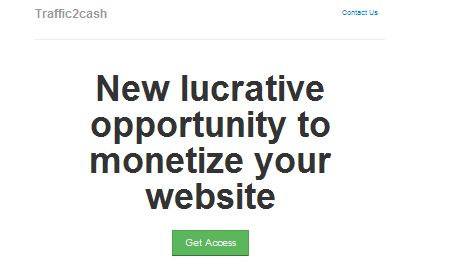 Traffic2cash
Contact Us
New lucrative
opportunity to
monetize your
website
Get Access